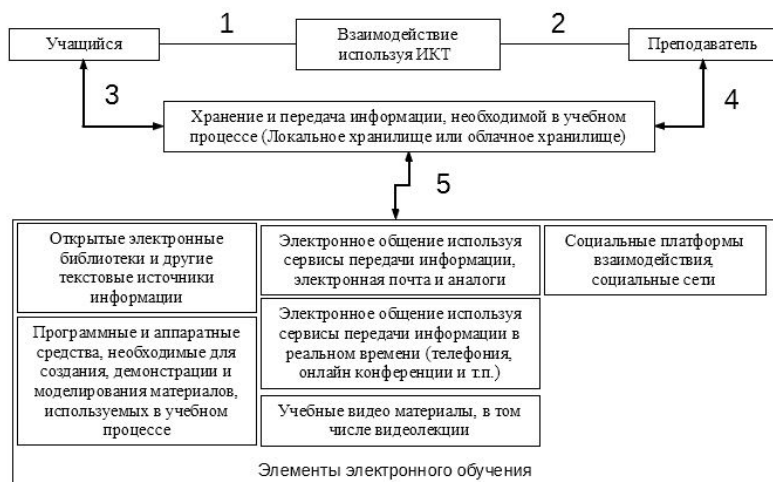 1
2
Учащийся
Взаимодействие
используя ИКТ
Преподаватель
3
4
Хранение и передача информации, необходимой в учебном
процессе (Локальное хранилище или облачное хранилище)
5
Открытые электронные
библиотеки и другие
текстовые источники
информации
Электронное общение используя
сервисы передачи информации,
электронная почта и аналоги
Социальные платформы
взаимодействия,
социальные сети
Программные и аппаратные
средства, необходимые для
создания, демонстрации и
моделирования материалов,
используемых в учебном
процессе
Электронное общение используя
сервисы передачи информации в
реальном времени (телефония,
онлайн конференции и т.п.)
Учебные видео материалы, в том
числе видеолекции
Элементы электронного обучения